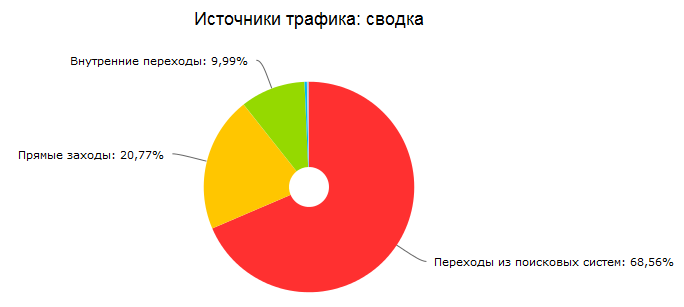 Источники трафика: сводка
Внутренние переходы: 9,99%
Прямые заходы: 20,77%
Переходы из поисковых систем: 68,56%